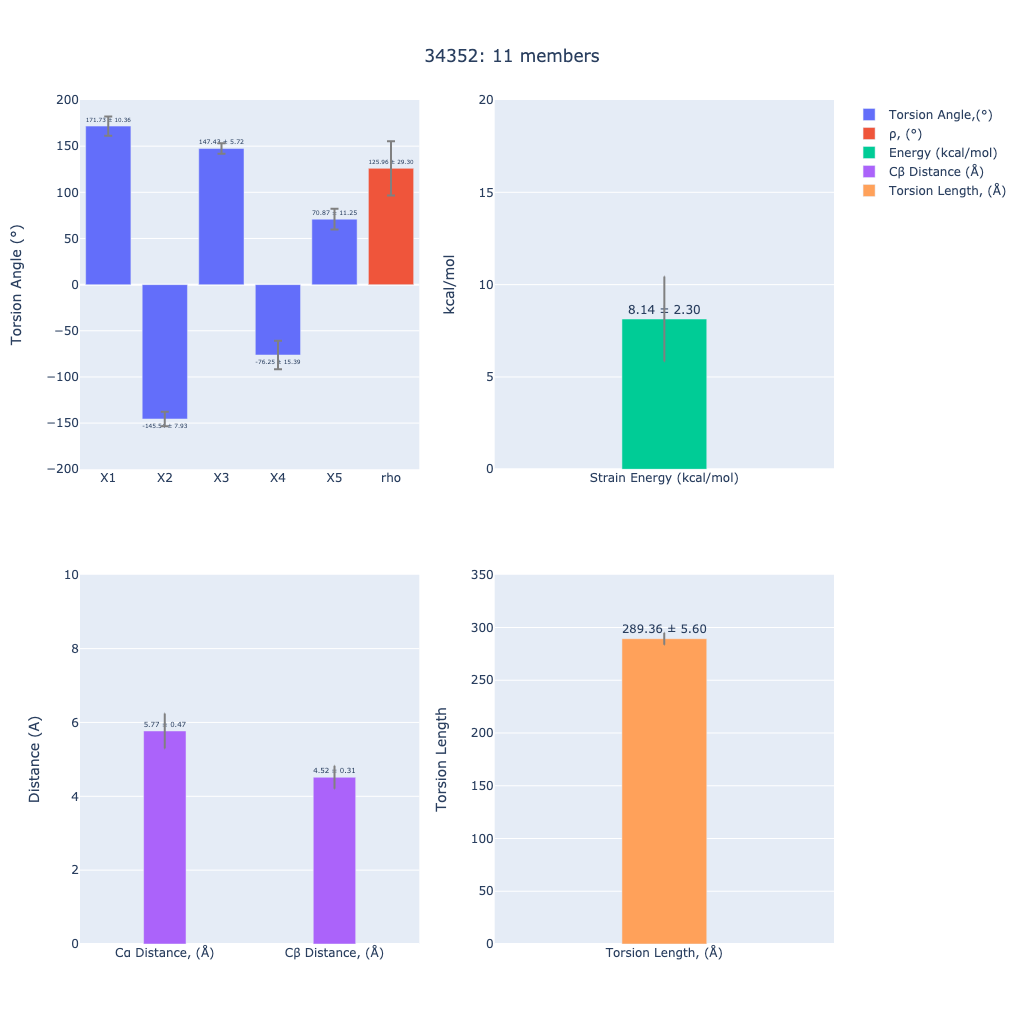 34352: 11 members
Torsion Angle (°)
200
150
100
50
0
−50
−100
−150
−200
171.73 ± 10.36
147.43 ± 5.72
-76.25 ± 15.39
70.87 ± 11.25
125.96 ± 29.30
X1 X2 X3 X4 X5 rho
kcal/mol
20
15
10
5
0
8.14 ± 2.30
Strain Energy (kcal/mol)
Torsion Angle,(°)
ρ, (°)
Energy (kcal/mol)
Cβ Distance (Å)
Torsion Length, (Å)
Distance (A)
10
8
6
4
2
0
5.77 ± 0.47
4.52 ± 0.31
Cα Distance, (Å) Cβ Distance, (Å)
Torsion Length
350
300
250
200
150
100
50
0
289.36 ± 5.60
Torsion Length, (Å)